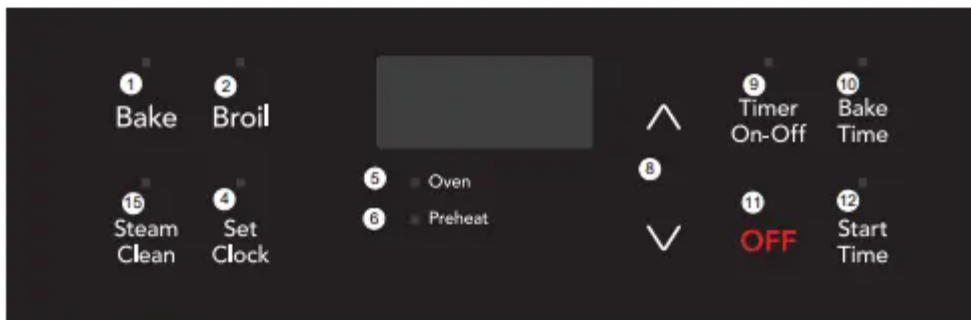 1
Bake
2
Broil
9
Timer
On-Off
10
Bake
Time
5
Oven
6
Preheat
8
15
Steam
Clean
4
Set
Clock
11
OFF
12
Start
Time